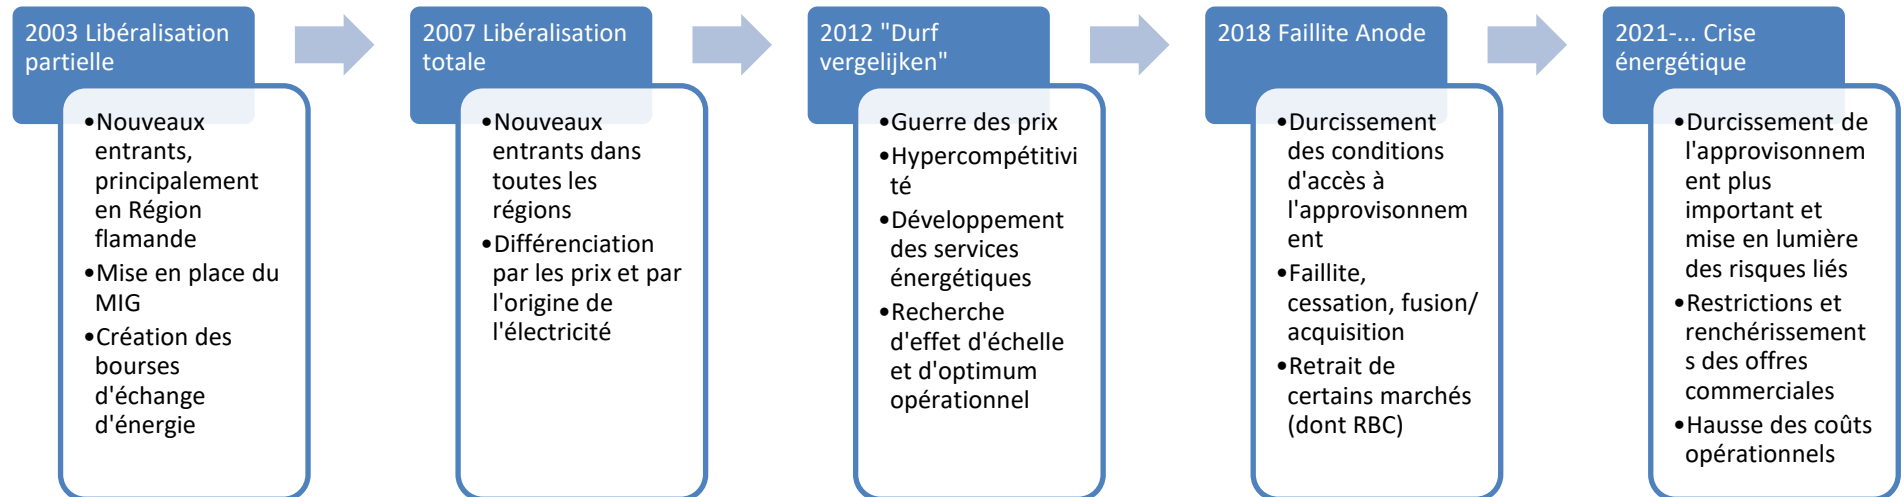 2003 Libéralisation
partielle
•Nouveaux
entrants,
principalement
en Région
flamande
•Mise en place du
MIG
•Création des
bourses
d'échange
d'énergie
2007 Libéralisation
totale
•Nouveaux
entrants dans
toutes les
régions
•Différenciation
par les prix et par
l'origine de
l'électricité
2012 "Durf
vergelijken"
•Guerre des prix
•Hypercompétitivi
té
•Développement
des services
énergétiques
•Recherche
d'effet d'échelle
et d'optimum
opérationnel
2018 Faillite Anode
•Durcissement
des conditions
d'accès à
l'approvisonnem
ent
•Faillite,
cessation, fusion/
acquisition
•Retrait de
certains marchés
(dont RBC)
2021-... Crise
énergétique
•Durcissement de
l'approvisonnem
ent plus
important et
mise en lumière
des risques liés
•Restrictions et
renchérissement
s des offres
commerciales
•Hausse des coûts
opérationnels